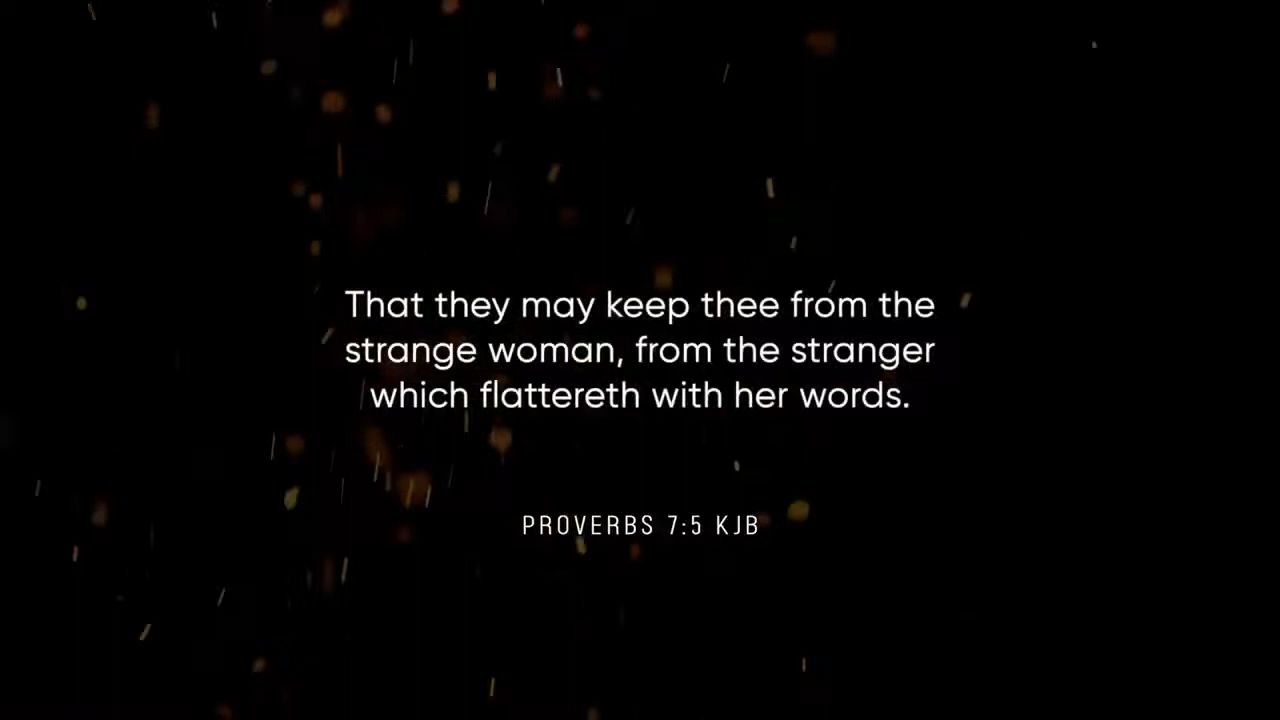 That they may keep thee from the
strange woman, from the stranger
which flattereth with her words.
PROVERBS 7:5 KJB